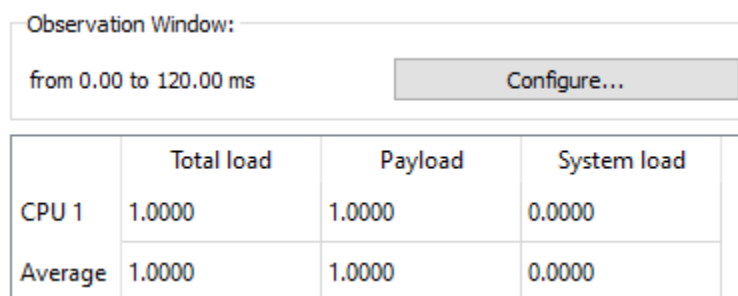 Observation Window:
from 0.00 to 120.00 ms Configure...
Total load Payload System load
CPU 1 1.0000 1.0000 0.0000
Average 1.0000 1.0000 0.0000